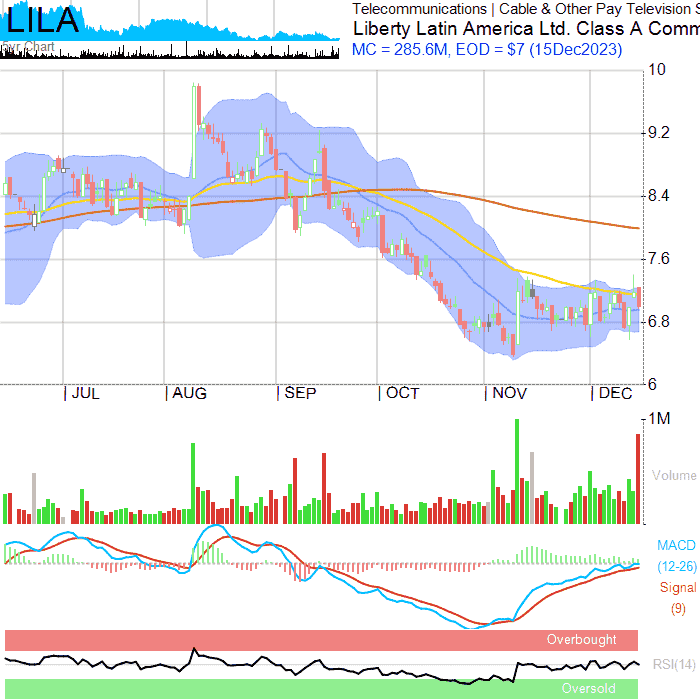 LILA
5yr Chart
Telecommunications | Cable & Other Pay Television S
Liberty Latin America Ltd. Class A Comm
MC = 285.6M, EOD = $7 (15Dec2023)
10
9.2
8.4
7.6
6.8
6
JUL
AUG
SEP
OCT
NOV
DEC
1M
Volume
MACD
(12-26)
Signal
(9)
Overbought
RSI(14)
Oversold